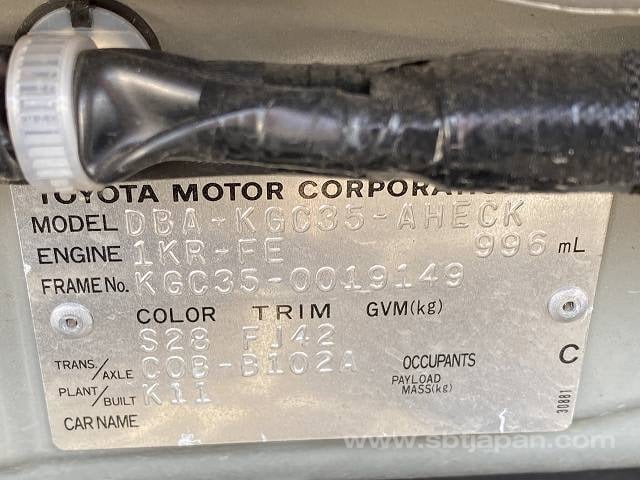 TOYOTA MOTOR CORPORA
MODEL DBA-KGC35-AHECK
ENGINE 1KR-FE 996 mL
FRAME No. KGC35-0019149
COLOR TRIM GVM(kg)
S28 FJ42
TRANS./AXLE C0B-B102A OCCUPANTS C
PLANT/BUILT K11 PAYLOAD MASS(kg)
CAR NAME
30881
www.sbtjapan.com